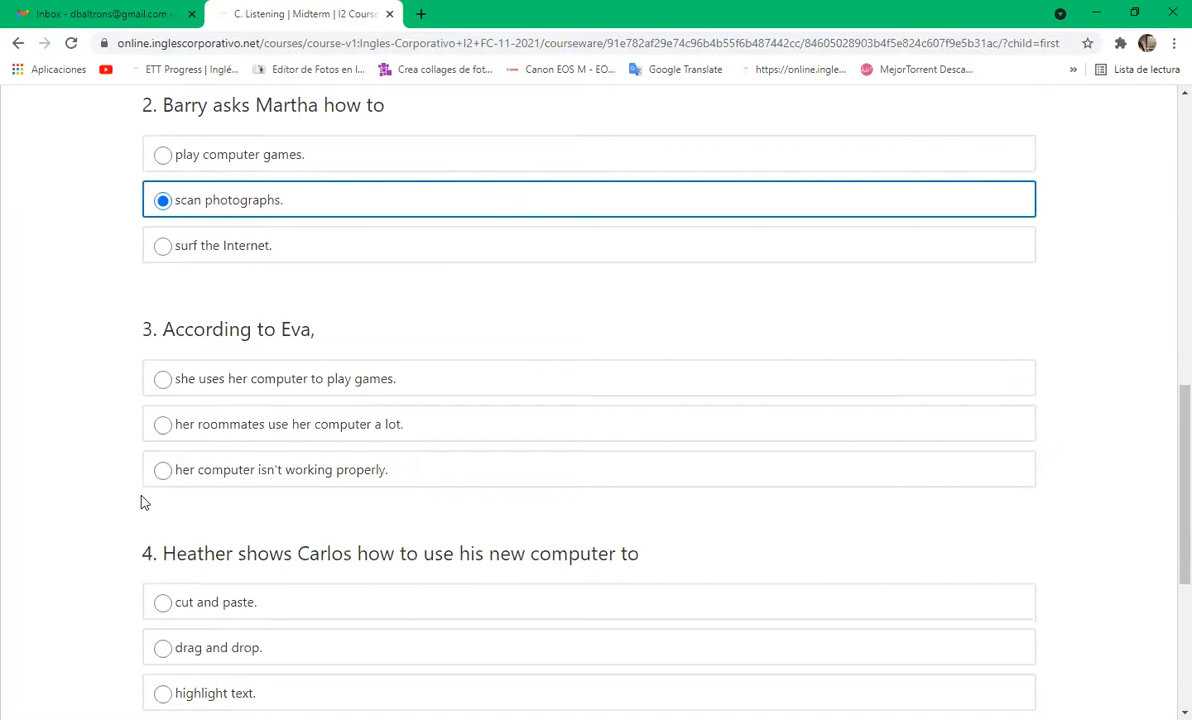 Inbox - dbaltrons@gmail.com -
C. Listening | Midterm | I2 Cours
online.inglescorporativo.net/courses/course-v1:Ingles-Corporativo+I2+FC-11-2021/courseware/91e782af29e74c96b4b55f6b487442cc/84605028903b4f5e824c607f9e5b31ac/?child=first
Aplicaciones ETT Progress | Inglé... Editor de Fotos en l... Crea collages de fot... Canon EOS M - EO... Google Translate https://online.ingle... MejorTorrent Desca... » Lista de lectura
2. Barry asks Martha how to
play computer games.
scan photographs.
surf the Internet.
3. According to Eva,
she uses her computer to play games.
her roommates use her computer a lot.
her computer isn't working properly.
4. Heather shows Carlos how to use his new computer to
cut and paste.
drag and drop.
highlight text.